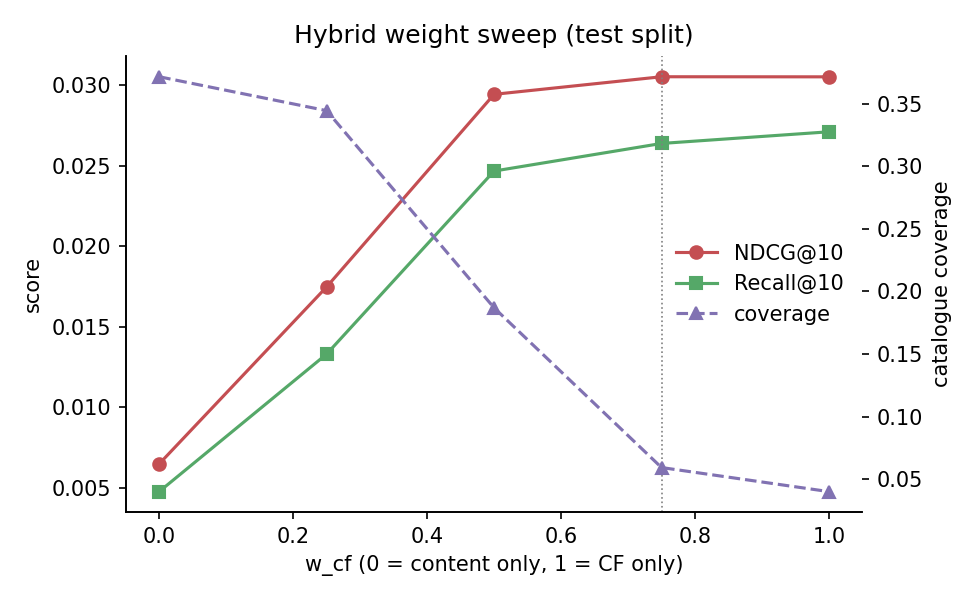 Hybrid weight sweep (test split)
0.030
0.025
0.020
0.015
0.010
0.005
score
0.35
0.30
0.25
0.20
0.15
0.10
0.05
catalogue coverage
NDCG@10
Recall@10
coverage
0.0 0.2 0.4 0.6 0.8 1.0
w_cf (0 = content only, 1 = CF only)